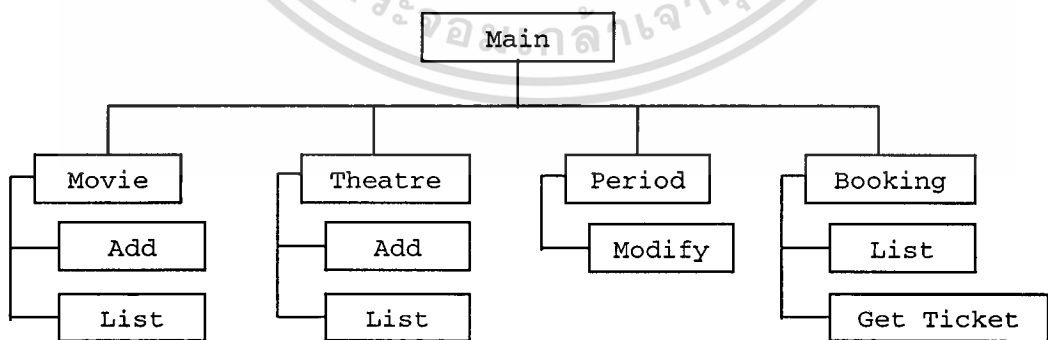 Main
Movie Theatre Period Booking
Add Add Modify List
List List Get Ticket